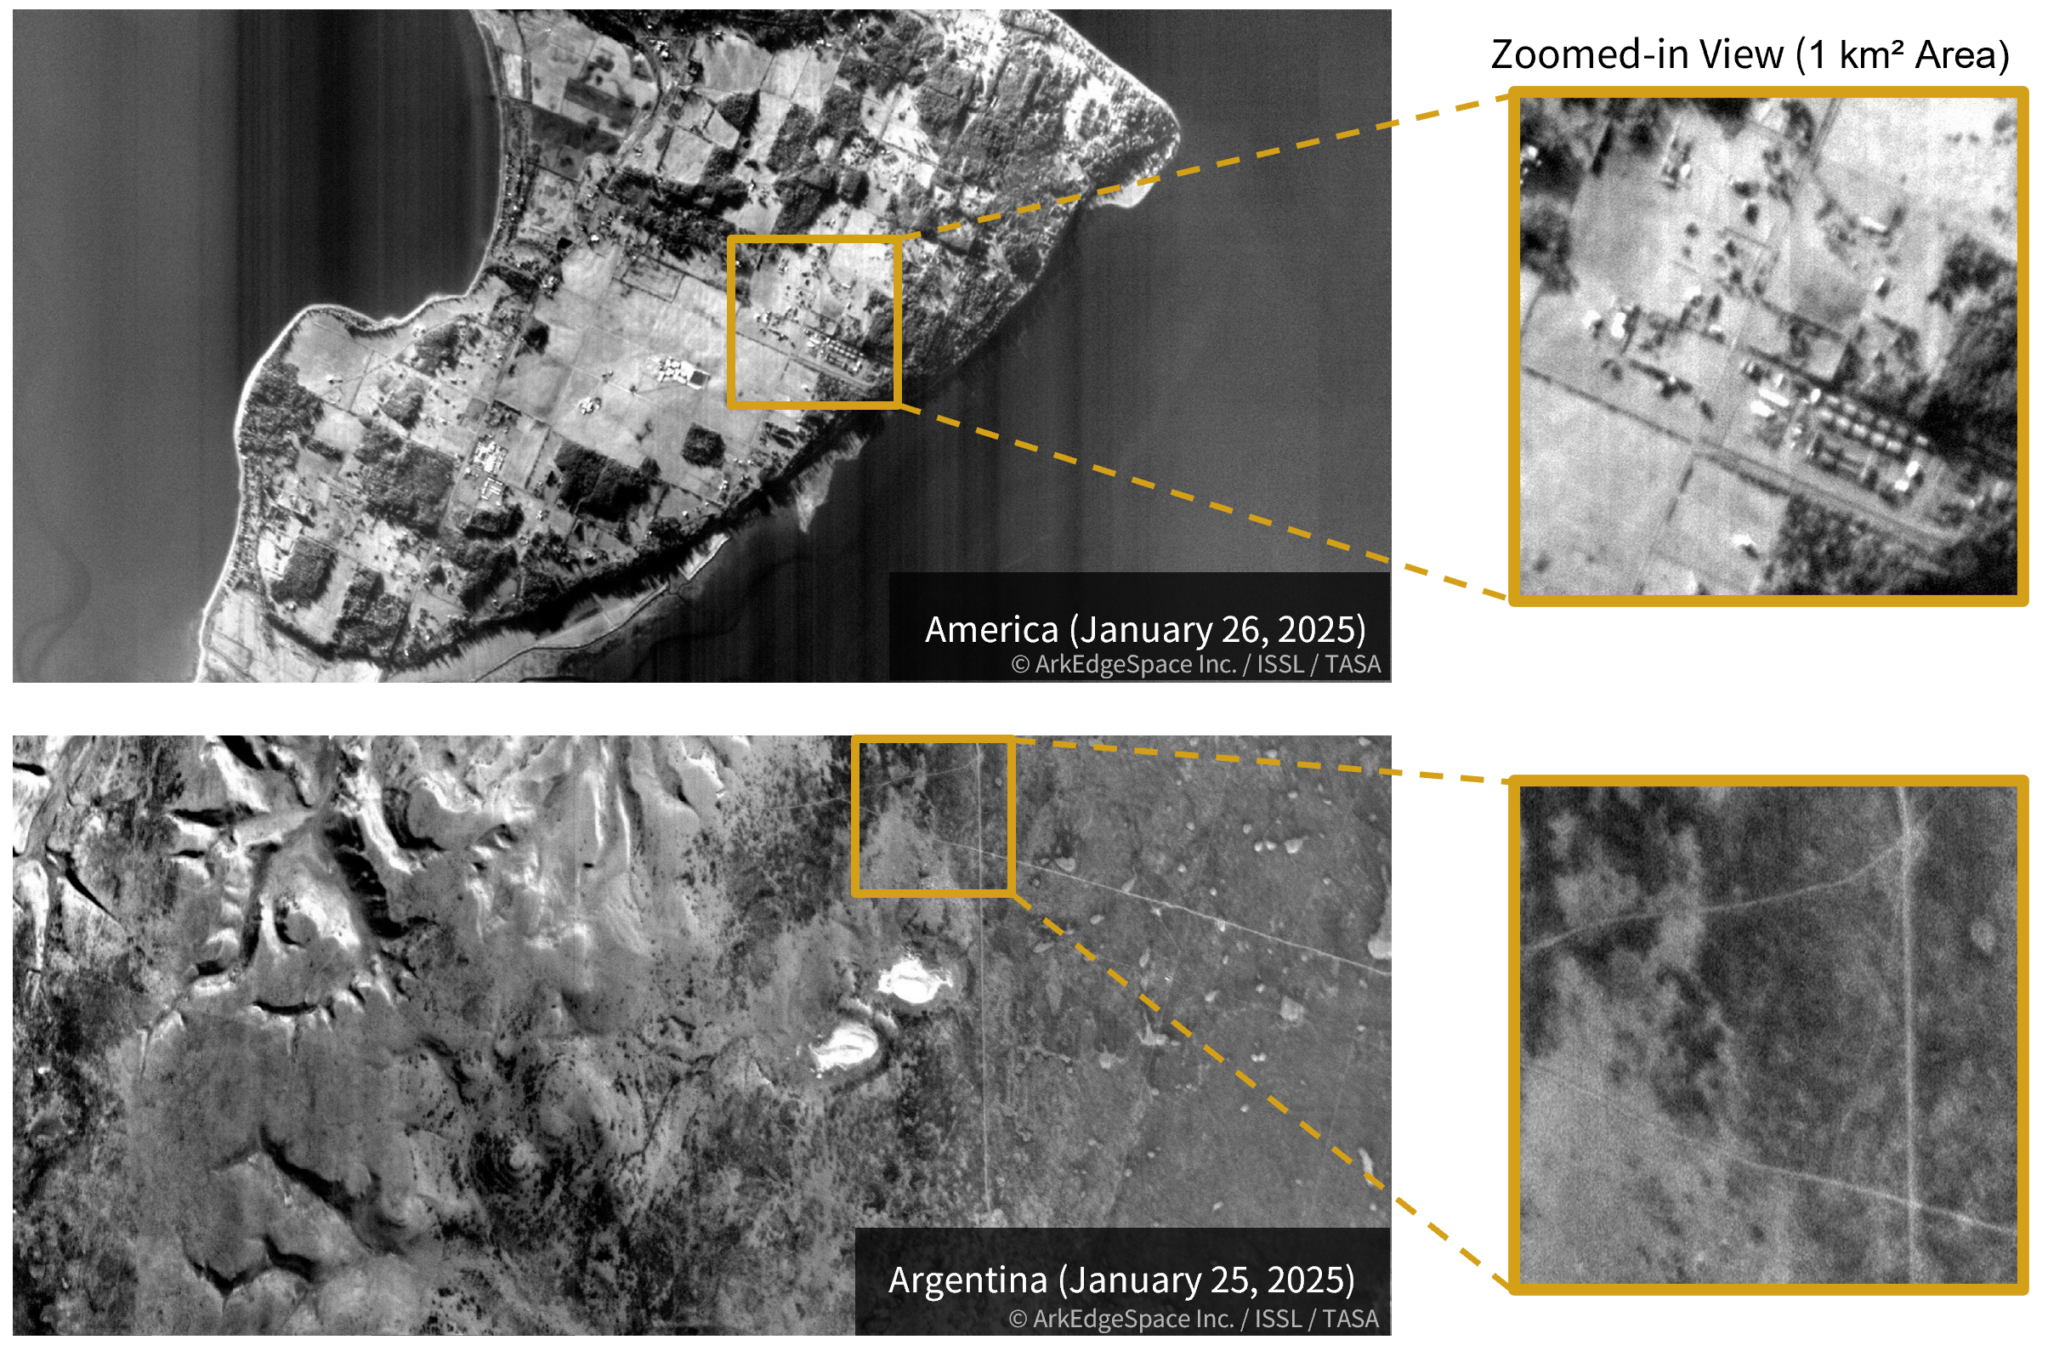 Zoomed-in View (1 km² Area)
America (January 26, 2025)
© ArkEdgeSpace Inc. / ISSL / TASA
Argentina (January 25, 2025)
© ArkEdgeSpace Inc. / ISSL / TASA